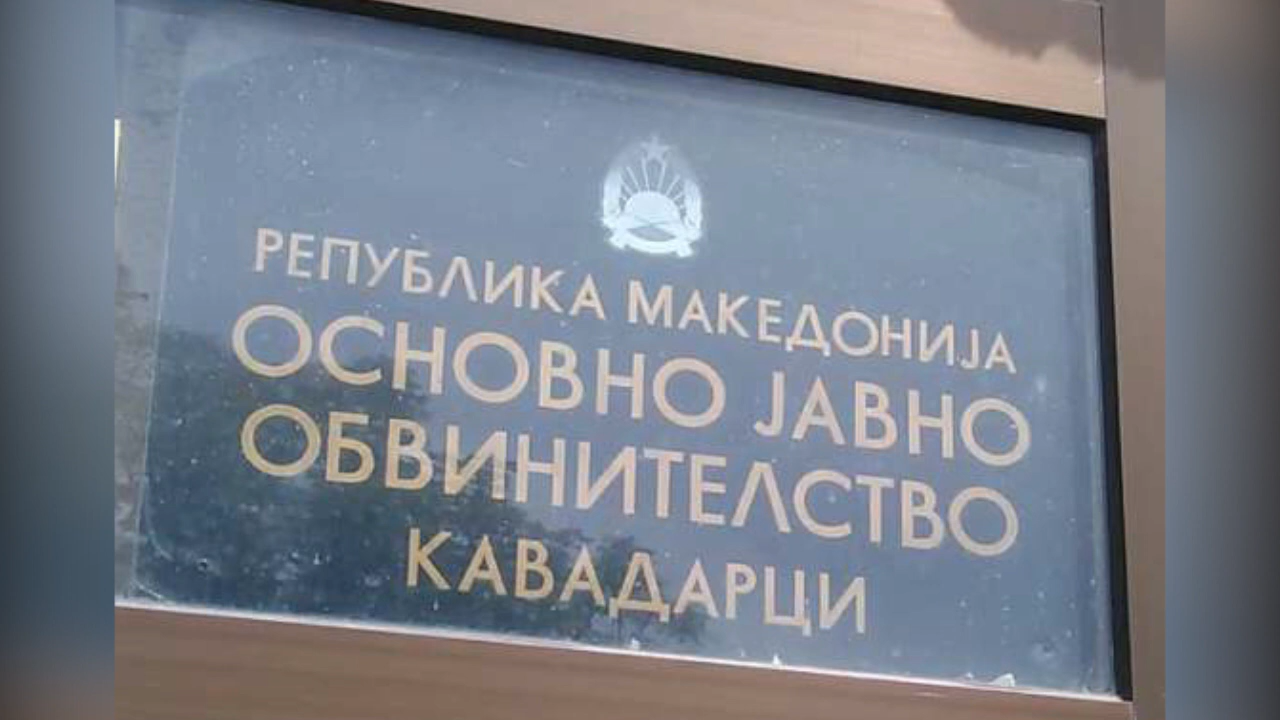 РЕПУБЛИКА МАКЕДОНИЈА
ОСНОВНО ЈАВНО
ОБВИНИТЕЛСТВО
КАВАДАРЦИ